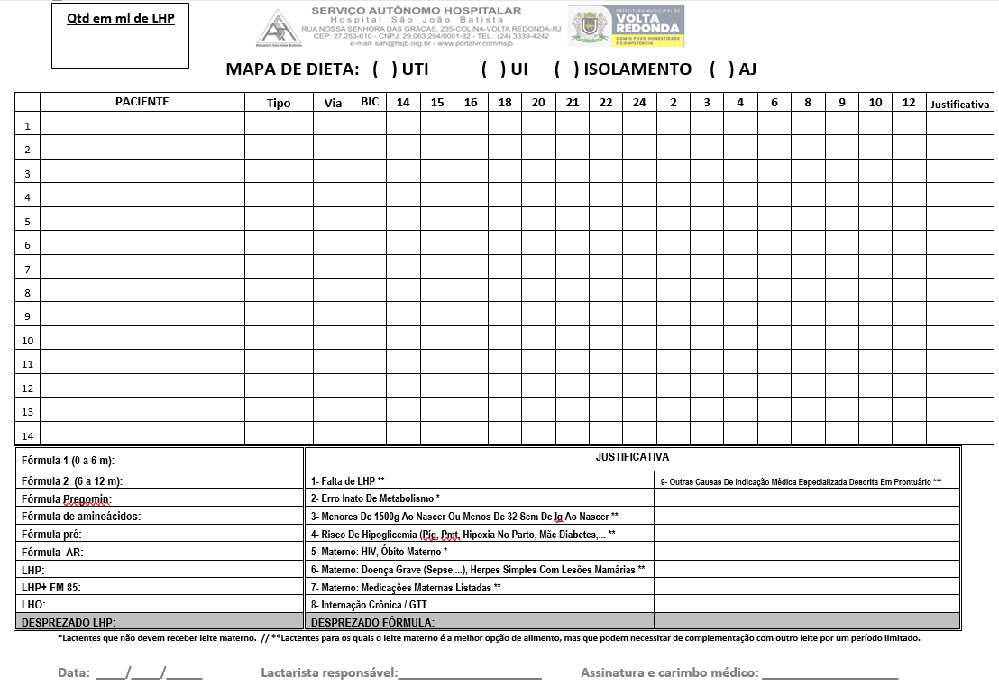 Qtd em ml de LHP
SERVIÇO AUTÔNOMO HOSPITALAR
Hospital São João Batista
RUA NOSSA SENHORA DAS GRAÇAS, 235-COLINA-VOLTA REDONDA-RJ
CEP: 27.253-610 - CNPJ: 29.063.294/0001-82 - TEL.: (24) 3339-4242
e-mail: sah@hsjb.org.br - www.portalvr.com/hsjb
Hospital São João Batista
PREFEITURA MUNICIPAL DE
VOLTA
REDONDA
COM O POVO HONESTIDADE
E COMPETÊNCIA
MAPA DE DIETA: ( ) UTI ( ) UI ( ) ISOLAMENTO ( ) AJ
PACIENTE Tipo Via BIC 14 15 16 18 20 21 22 24 2 3 4 6 8 9 10 12 Justificativa
1
2
3
4
5
6
7
8
9
10
11
12
13
14
Fórmula 1 (0 a 6 m): JUSTIFICATIVA
Fórmula 2 (6 a 12 m): 1- Falta de LHP ** 9- Outras Causas De Indicação Médica Especializada Descrita Em Prontuário ***
Fórmula Pregomin: 2- Erro Inato De Metabolismo *
Fórmula de aminoácidos: 3- Menores De 1500g Ao Nascer Ou Menos De 32 Sem De Ig Ao Nascer **
Fórmula pré: 4- Risco De Hipoglicemia (Pig, Pmt, Hipoxia No Parto, Mãe Diabetes,... **
Fórmula AR: 5- Materno: HIV, Óbito Materno *
LHP: 6- Materno: Doença Grave (Sepse,...), Herpes Simples Com Lesões Mamárias **
LHP+ FM 85: 7- Materno: Medicações Maternas Listadas **
LHO: 8- Internação Crônica / GTT
DESPREZADO LHP: DESPREZADO FÓRMULA:
*Lactentes que não devem receber leite materno. // **Lactentes para os quais o leite materno é a melhor opção de alimento, mas que podem necessitar de complementação com outro leite por um período limitado.
Data: ____/____/_____ Lactarista responsável:____________________ Assinatura e carimbo médico: ___________________